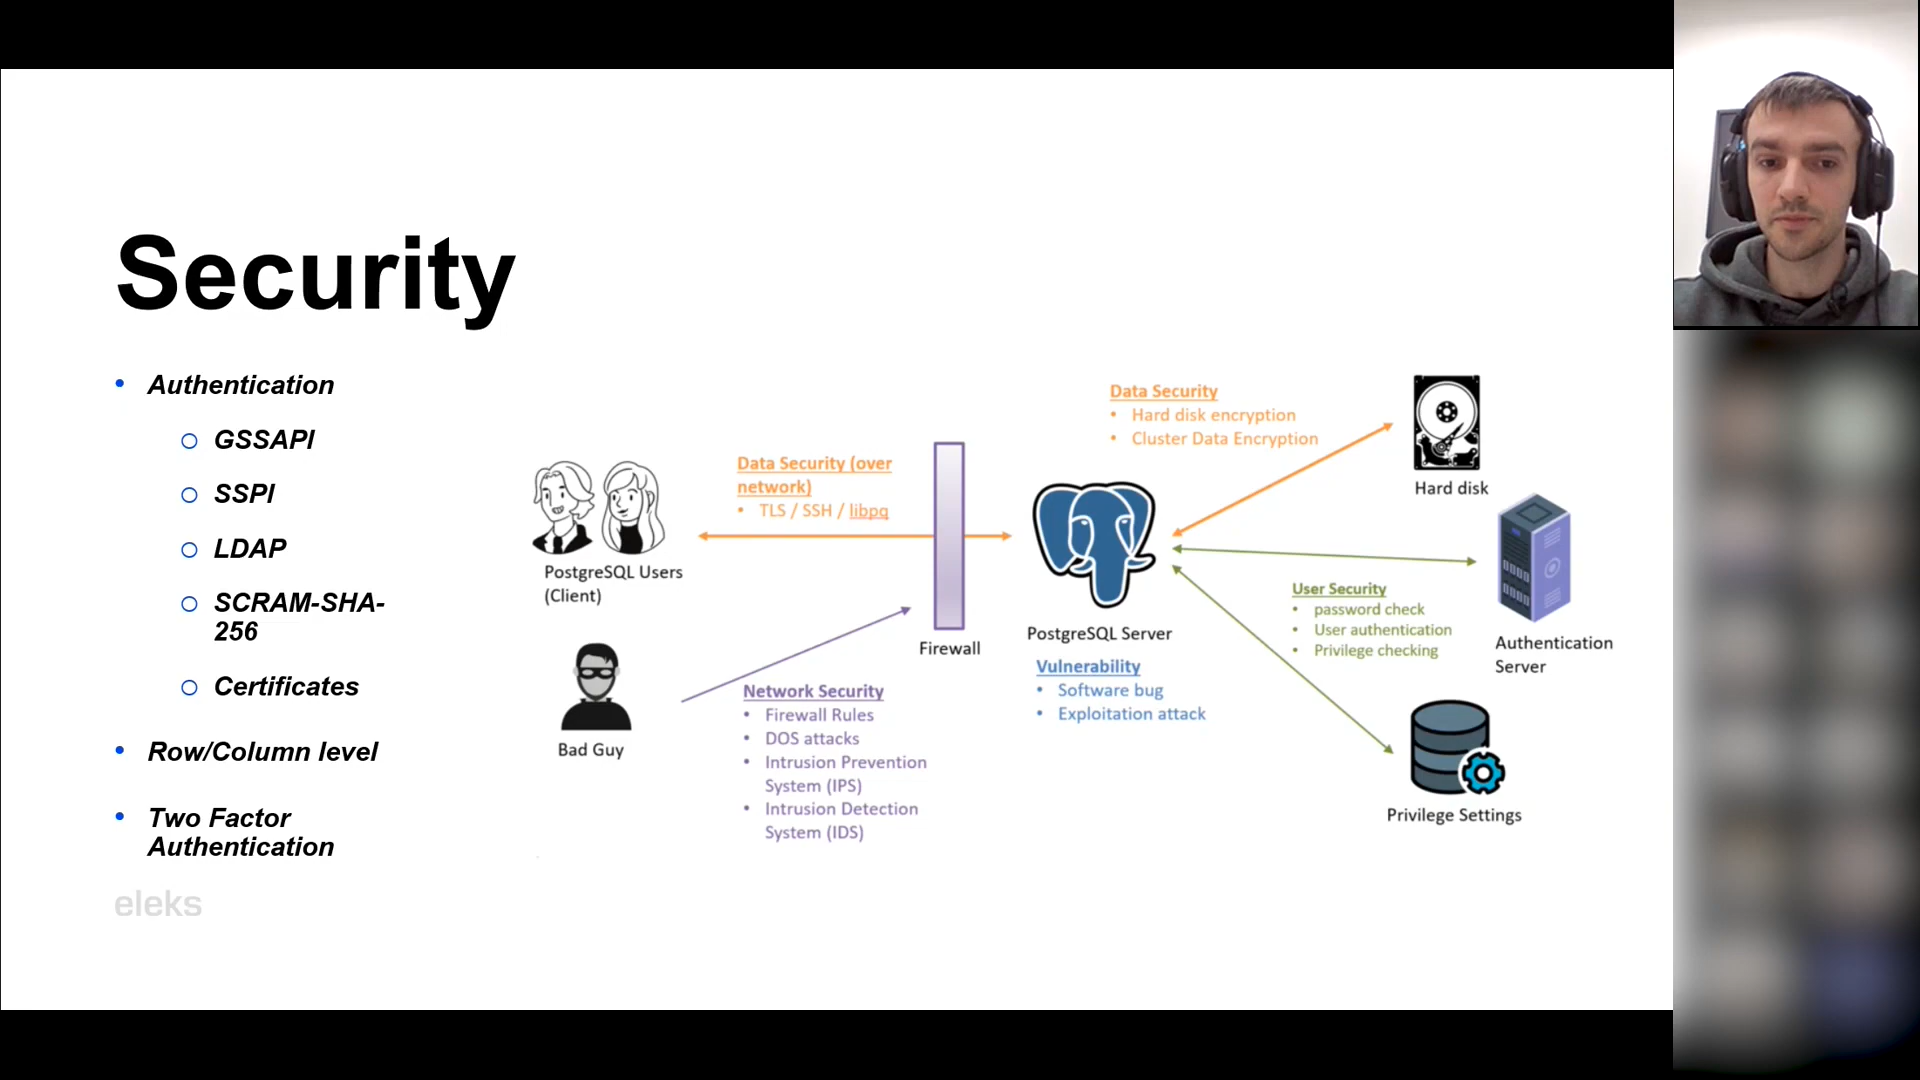 Security
• Authentication
○ GSSAPI
○ SSPI
○ LDAP
○ SCRAM-SHA-
256
○ Certificates
• Row/Column level
• Two Factor
Authentication
eleks
PostgreSQL Users
(Client)
Bad Guy
Data Security (over
network)
• TLS / SSH / libpq
Firewall
Network Security
• Firewall Rules
• DOS attacks
• Intrusion Prevention
System (IPS)
• Intrusion Detection
System (IDS)
PostgreSQL Server
Vulnerability
• Software bug
• Exploitation attack
Data Security
• Hard disk encryption
• Cluster Data Encryption
Hard disk
User Security
• password check
• User authentication
• Privilege checking
Authentication
Server
Privilege Settings